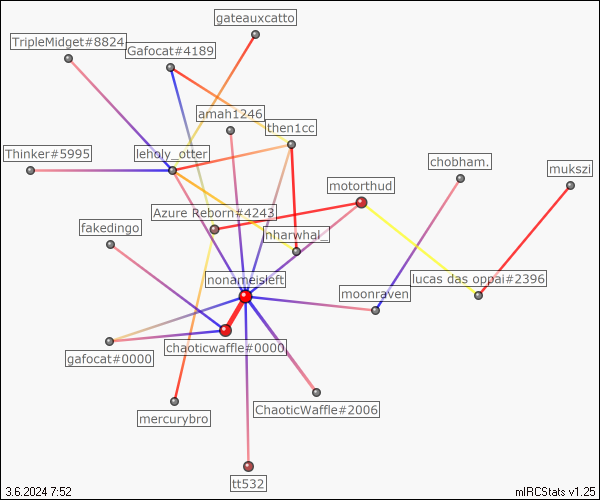 gateauxcatto
TripleMidget#8824
Gafocat#4189
amah1246
then1cc
Thinker#5995
leholy_otter
chobham.
mukszi
motorthud
Azure Reborn#4243
fakedingo
nharwhal_
nonameisleft
lucas das oppai#2396
moonraven
chaoticwaffle#0000
gafocat#0000
ChaoticWaffle#2006
mercurybro
tt532
3.6.2024 7:52
mIRCStats v1.25